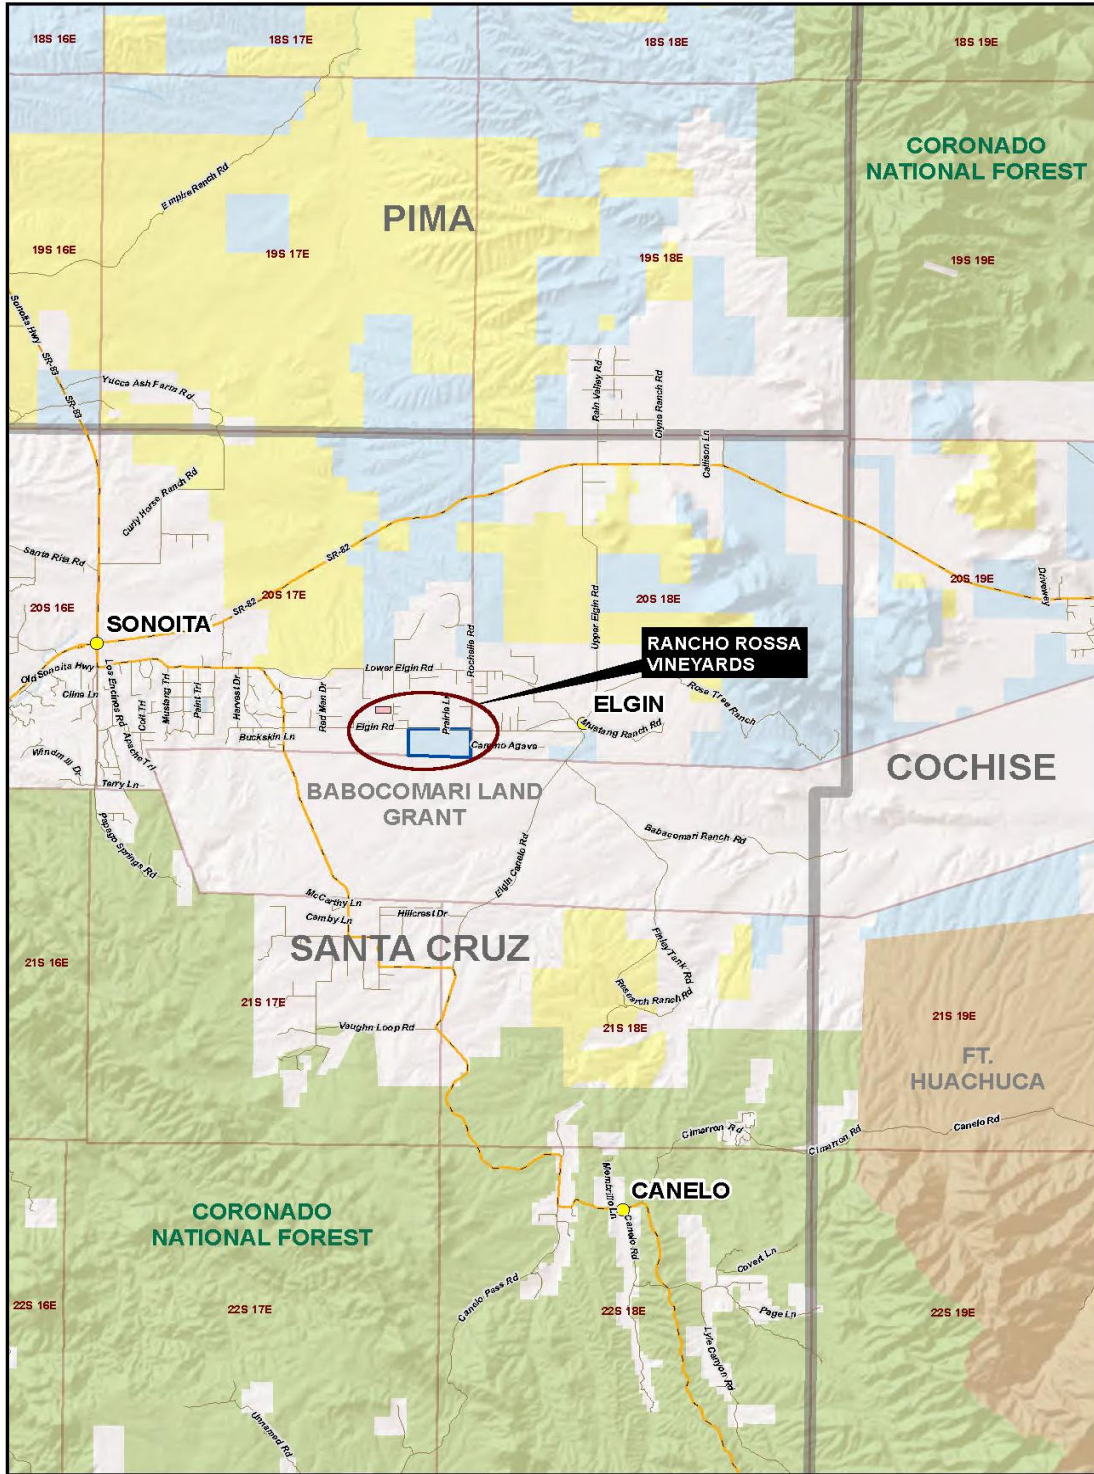 18S 16E
18S 17E
18S 18E
18S 19E
CORONADO
NATIONAL FOREST
Empire Ranch Rd
PIMA
19S 16E
19S 17E
19S 18E
19S 19E
Sonoita Hwy
SR-83
SR-83
Yucca Ash Farm Rd
Rain Valley Rd
Clyne Ranch Rd
Callison Ln
Curly Horse Ranch Rd
Santa Rita Rd
SR-82
SR-82
20S 16E
20S 17E
20S 18E
20S 19E
Driveway
SONOITA
Upper Elgin Rd
Rochelle Rd
RANCHO ROSSA
VINEYARDS
Old Sonoita Hwy
Lower Elgin Rd
Cline Ln
Los Encinos Rd
Apache Trl
Colt Trl
Mustang Trl
Paint Trl
Harvest Dr
Red Man Dr
Prairie Ln
ELGIN
Rose Tree Ranch
Elgin Rd
Mustang Ranch Rd
Buckskin Ln
Camino Agave
Windmill Dr
Terry Ln
COCHISE
BABOCOMARI LAND
GRANT
Papago Springs Rd
Elgin Canelo Rd
Babacomari Ranch Rd
McCarthy Ln
Camby Ln
Hillcrest Dr
SANTA CRUZ
Finley Tank Rd
21S 16E
21S 17E
Research Ranch Rd
21S 18E
21S 19E
Vaughn Loop Rd
FT.
HUACHUCA
Cimarron Rd
Cimarron Rd
Canelo Rd
Membrillo Ln
CANELO
CORONADO
NATIONAL FOREST
Canelo Rd
Covert Ln
Canelo Pass Rd
22S 16E
22S 17E
22S 18E
Page Ln
22S 19E
Lyle Canyon Rd
Unnamed Rd